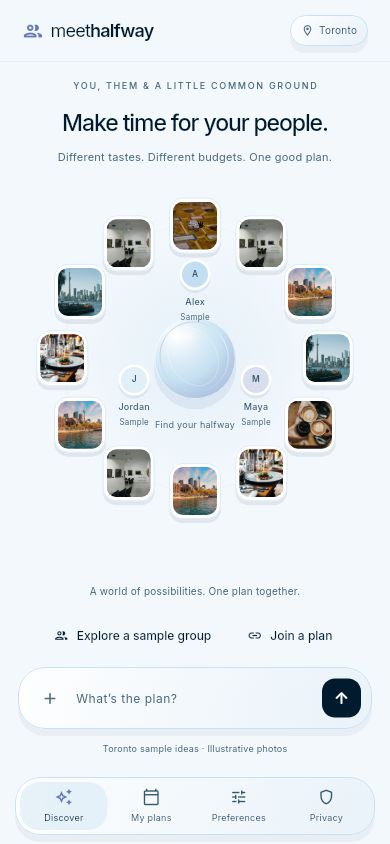 meethalfway
Toronto
YOU, THEM & A LITTLE COMMON GROUND
Make time for your people.
Different tastes. Different budgets. One good plan.
A
Alex
Sample
J
Jordan
Sample
M
Maya
Sample
Find your halfway
A world of possibilities. One plan together.
Explore a sample group
Join a plan
What's the plan?
Toronto sample ideas · Illustrative photos
Discover
My plans
Preferences
Privacy